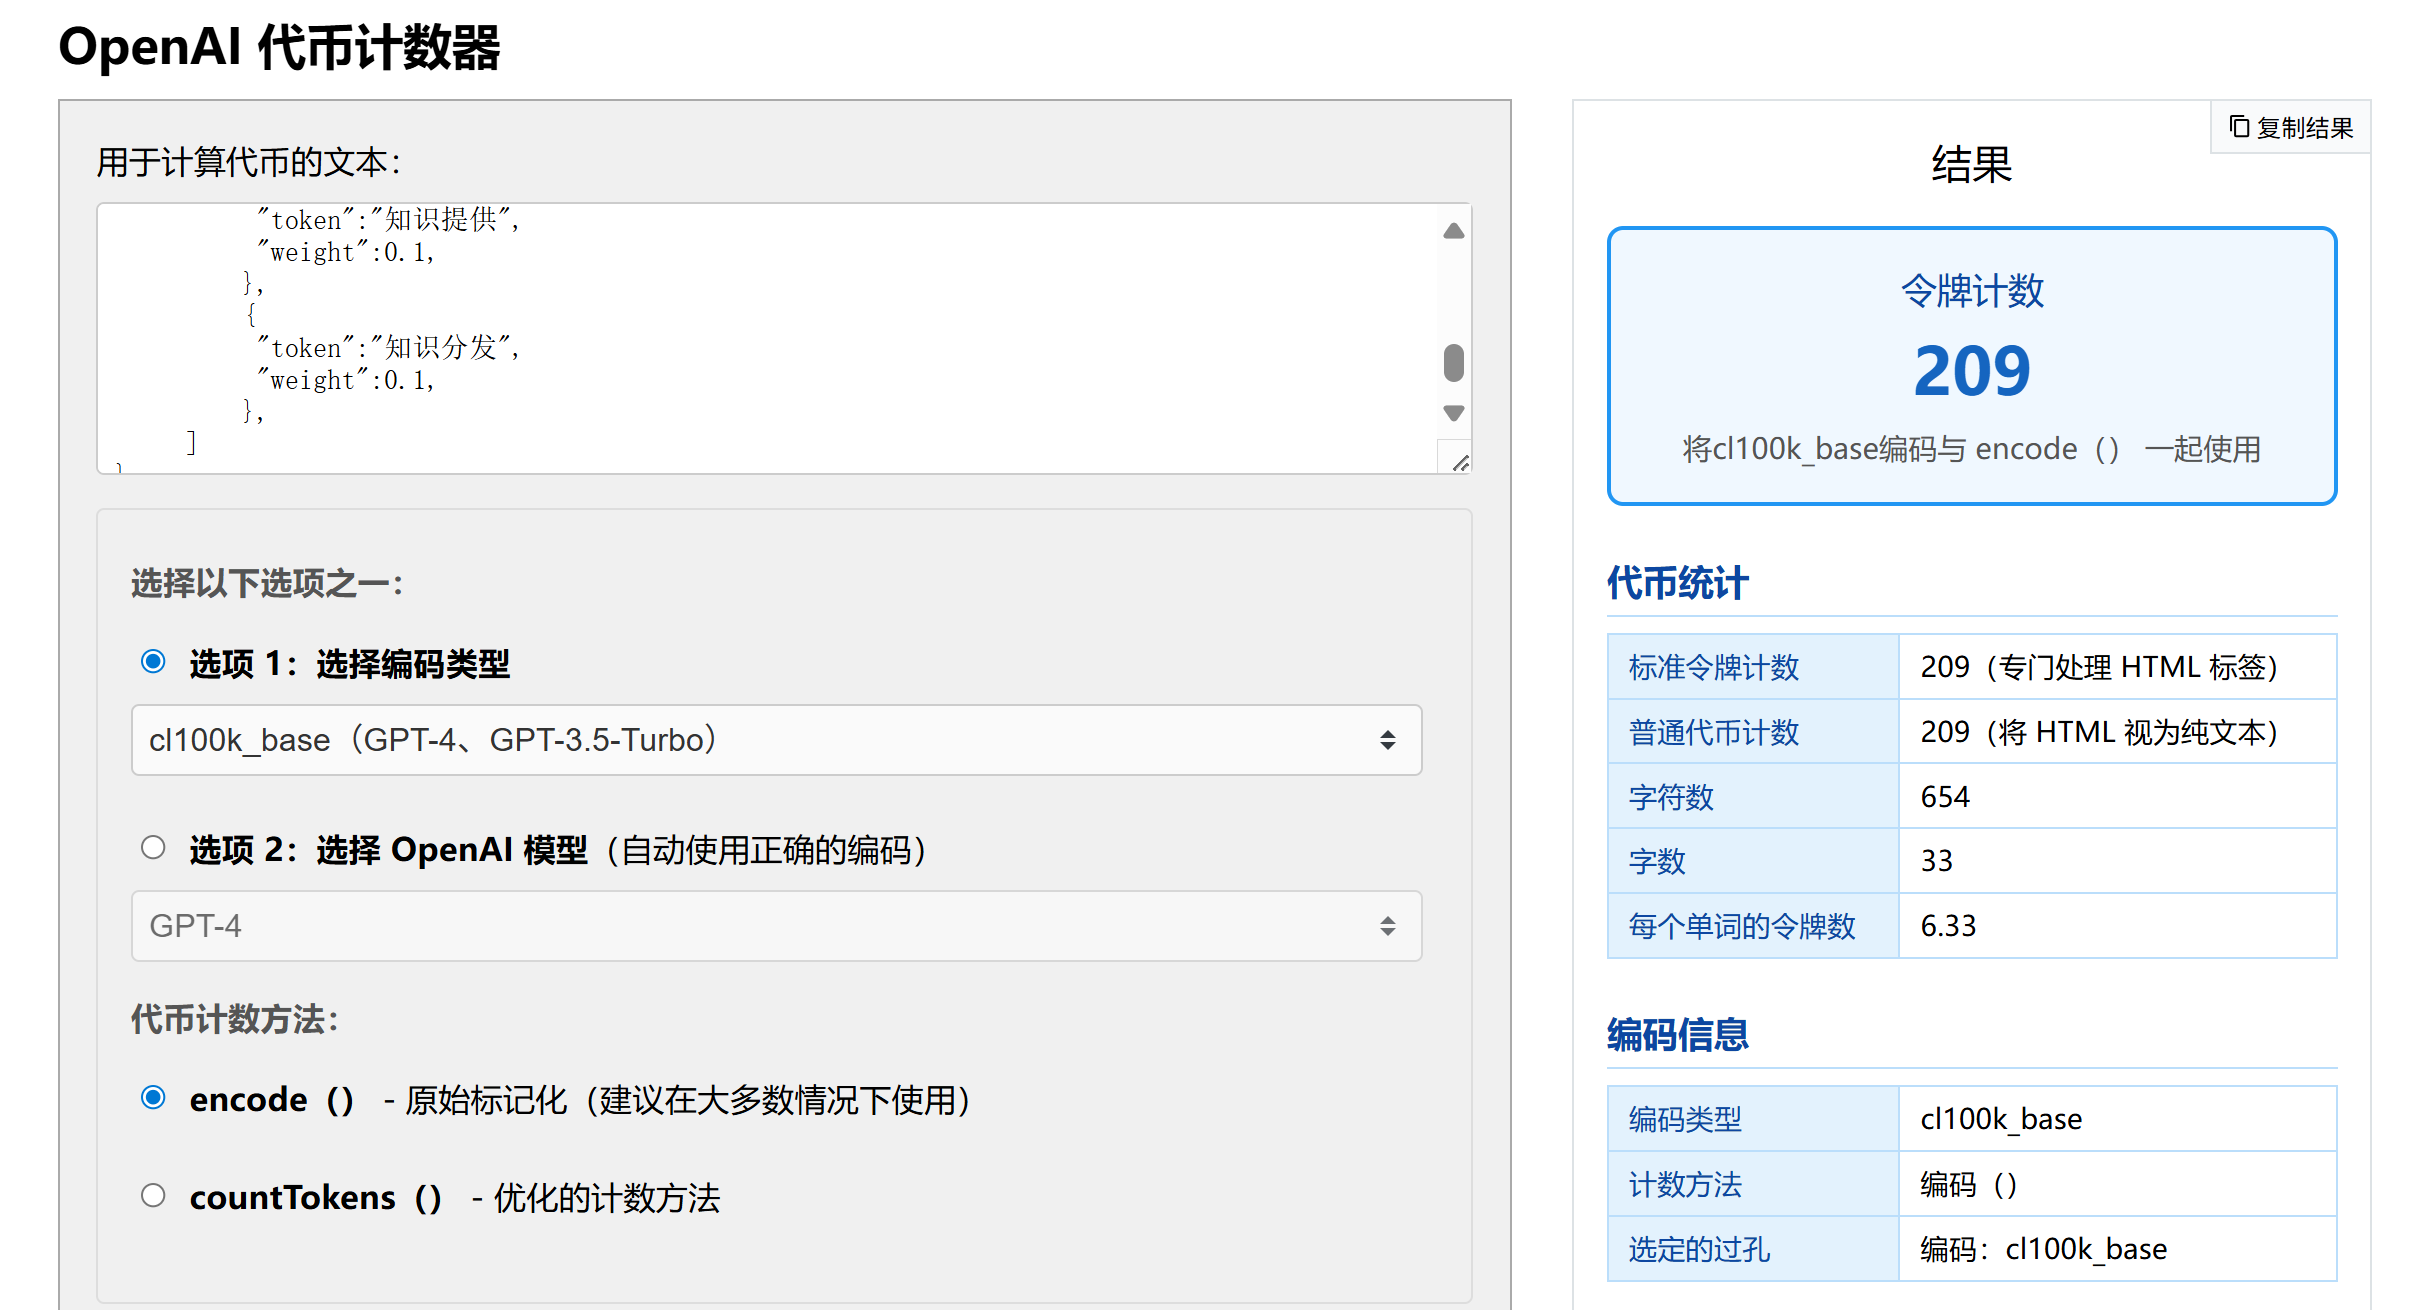 OpenAI 代币计数器
用于计算代币的文本：
"token":"知识提供",
"weight":0.1,
},
{
"token":"知识分发",
"weight":0.1,
},
]
}
选择以下选项之一：
选项 1：选择编码类型
cl100k_base（GPT-4、GPT-3.5-Turbo）
选项 2：选择 OpenAI 模型（自动使用正确的编码）
GPT-4
代币计数方法：
encode（） - 原始标记化（建议在大多数情况下使用）
countTokens（） - 优化的计数方法
复制结果
结果
令牌计数
209
将cl100k_base编码与 encode（） 一起使用
代币统计
标准令牌计数 209（专门处理 HTML 标签）
普通代币计数 209（将 HTML 视为纯文本）
字符数 654
字数 33
每个单词的令牌数 6.33
编码信息
编码类型 cl100k_base
计数方法 编码（）
选定的过孔 编码：cl100k_base